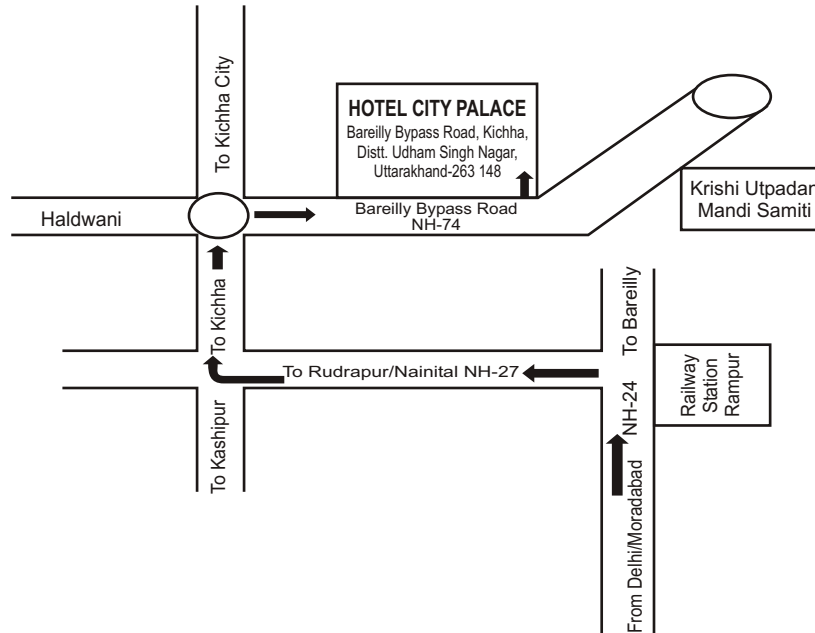 To Kichha City
HOTEL CITY PALACE
Bareilly Bypass Road, Kichha,
Distt. Udham Singh Nagar,
Uttarakhand-263 148
Krishi Utpadan
Mandi Samiti
Haldwani
Bareilly Bypass Road
NH-74
To Kichha
To Bareilly
To Rudrapur/Nainital NH-27
NH-24
Railway
Station
Rampur
To Kashipur
From Delhi/Moradabad